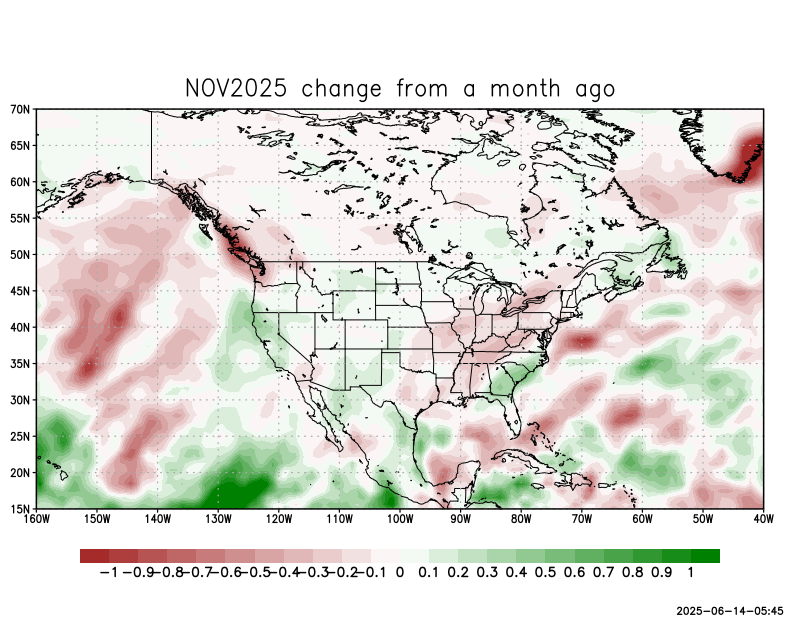 NOV2025 change from a month ago
70N
65N
60N
55N
50N
45N
40N
35N
30N
25N
20N
15N
160W 150W 140W 130W 120W 110W 100W 90W 80W 70W 60W 50W 40W
-1 -0.9 -0.8 -0.7 -0.6 -0.5 -0.4 -0.3 -0.2 -0.1 0 0.1 0.2 0.3 0.4 0.5 0.6 0.7 0.8 0.9 1
2025-06-14-05:45